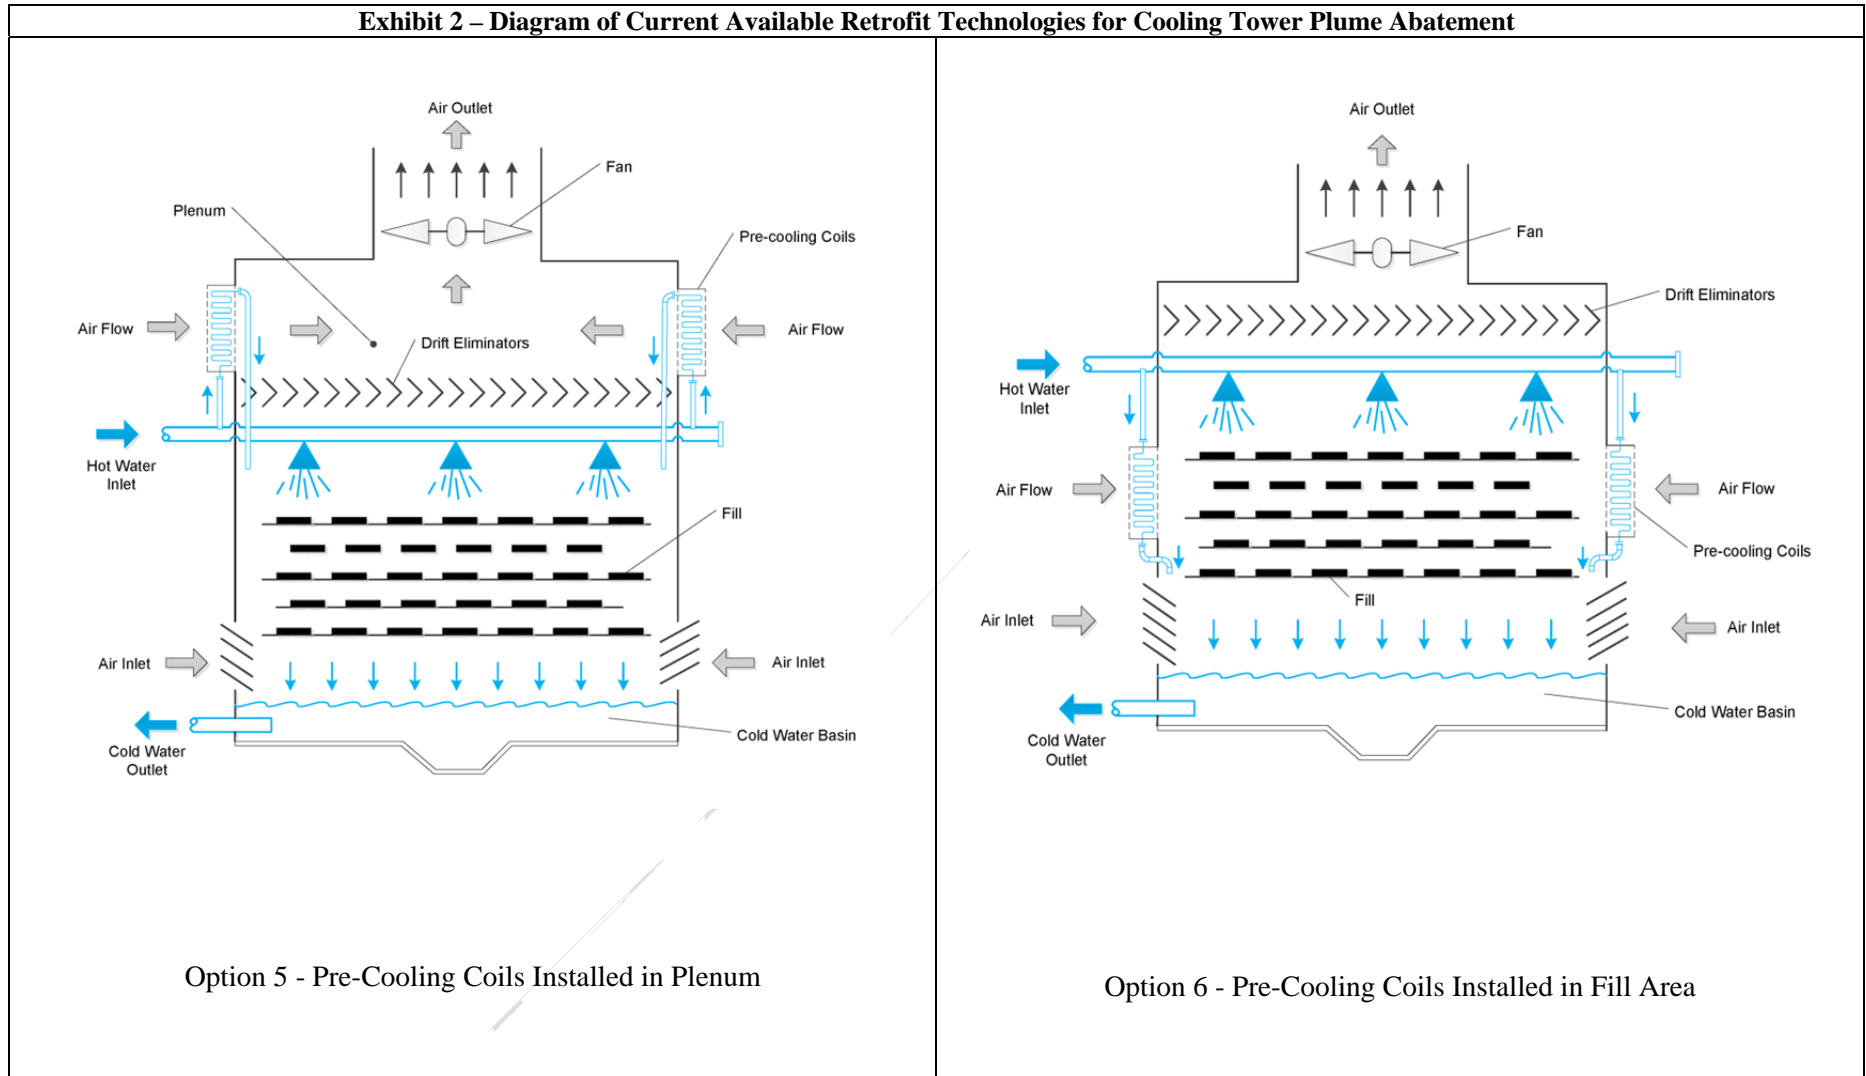 Exhibit 2 – Diagram of Current Available Retrofit Technologies for Cooling Tower Plume Abatement
Air Outlet
Fan
Plenum
Pre-cooling Coils
Air Flow
Air Flow
Drift Eliminators
Hot Water
Inlet
Fill
Air Inlet
Air Inlet
Cold Water Basin
Cold Water
Outlet
Option 5 - Pre-Cooling Coils Installed in Plenum
Air Outlet
Fan
Drift Eliminators
Hot Water
Inlet
Air Flow
Air Flow
Pre-cooling Coils
Fill
Air Inlet
Air Inlet
Cold Water Basin
Cold Water
Outlet
Option 6 - Pre-Cooling Coils Installed in Fill Area